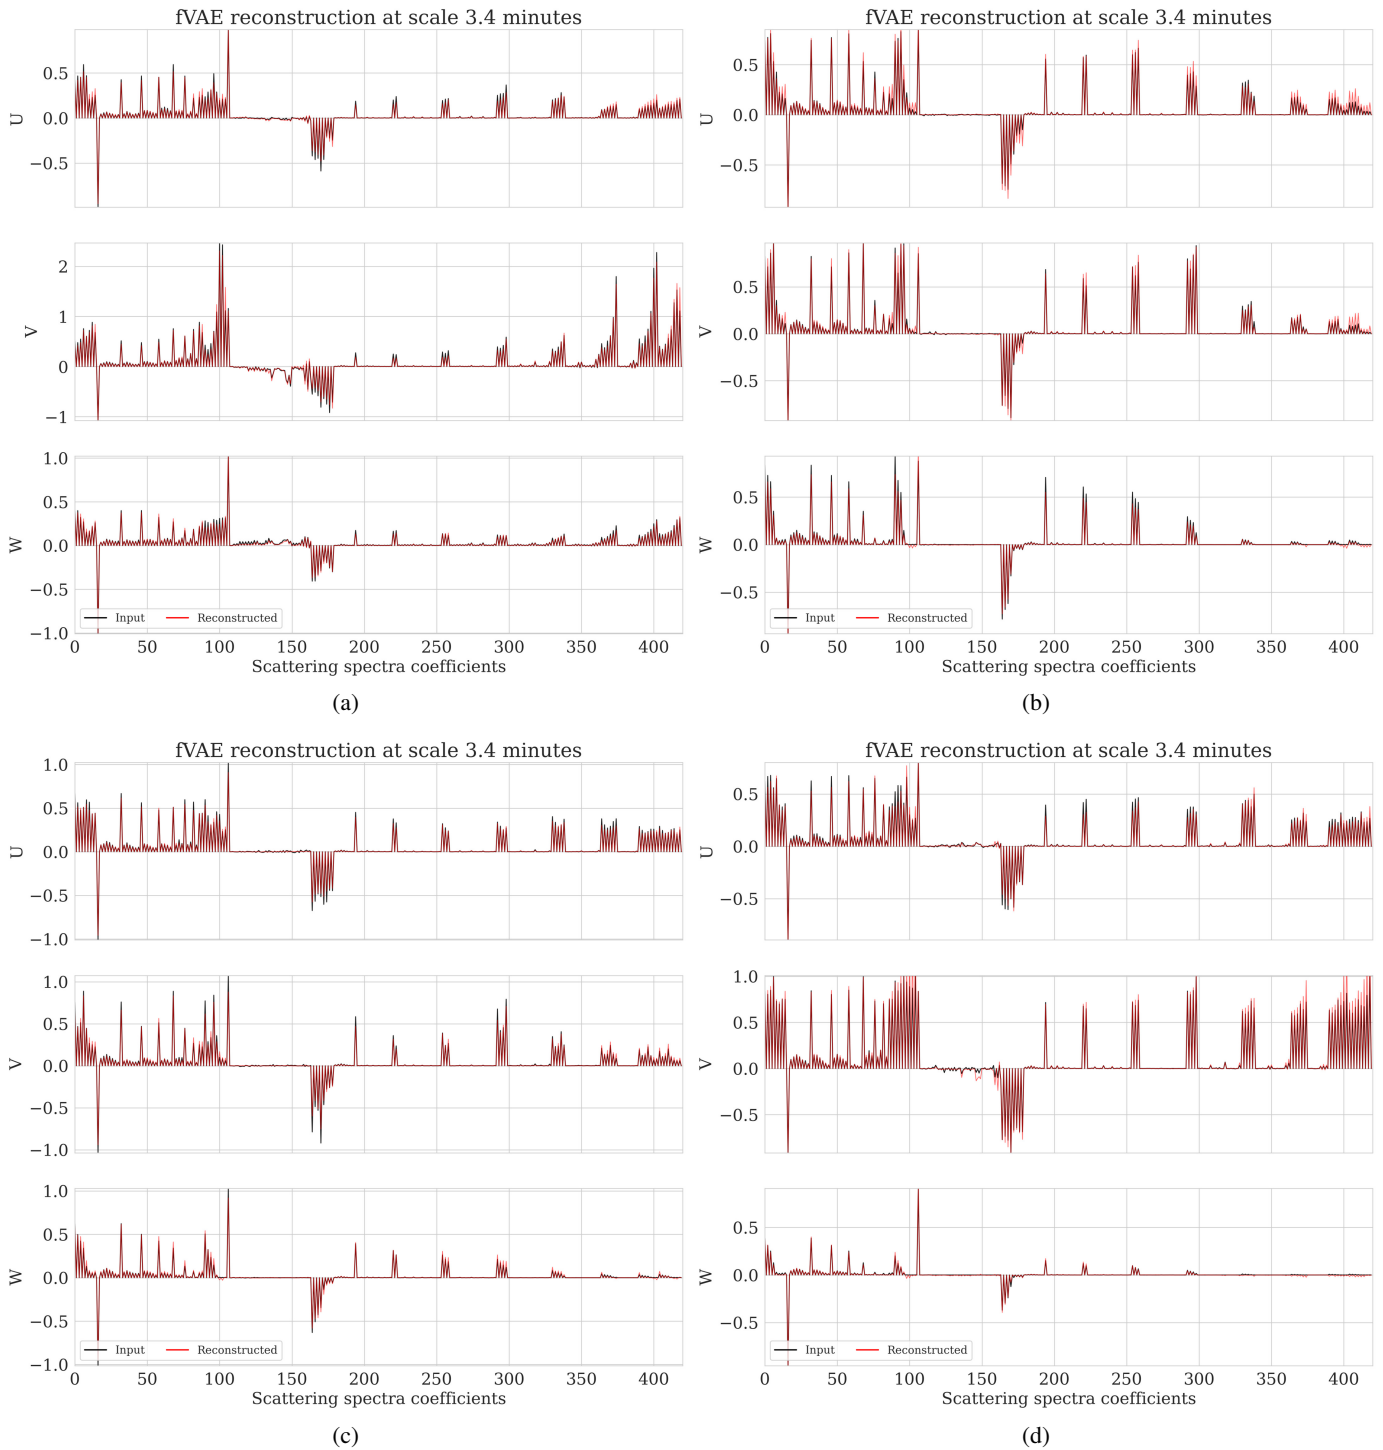 fVAE reconstruction at scale 3.4 minutes
0.5
0.0
−0.5
U
2
1
0
−1
V
1.0
0.5
0.0
−0.5
−1.0
W
Input Reconstructed
0 50 100 150 200 250 300 350 400
Scattering spectra coefficients
(a)
fVAE reconstruction at scale 3.4 minutes
0.5
0.0
−0.5
U
0.5
0.0
−0.5
V
0.5
0.0
−0.5
W
Input Reconstructed
0 50 100 150 200 250 300 350 400
Scattering spectra coefficients
(b)
fVAE reconstruction at scale 3.4 minutes
1.0
0.5
0.0
−0.5
−1.0
U
1.0
0.5
0.0
−0.5
−1.0
V
1.0
0.5
0.0
−0.5
−1.0
W
Input Reconstructed
0 50 100 150 200 250 300 350 400
Scattering spectra coefficients
(c)
fVAE reconstruction at scale 3.4 minutes
0.5
0.0
−0.5
U
1.0
0.5
0.0
−0.5
V
0.5
0.0
−0.5
W
Input Reconstructed
0 50 100 150 200 250 300 350 400
Scattering spectra coefficients
(d)